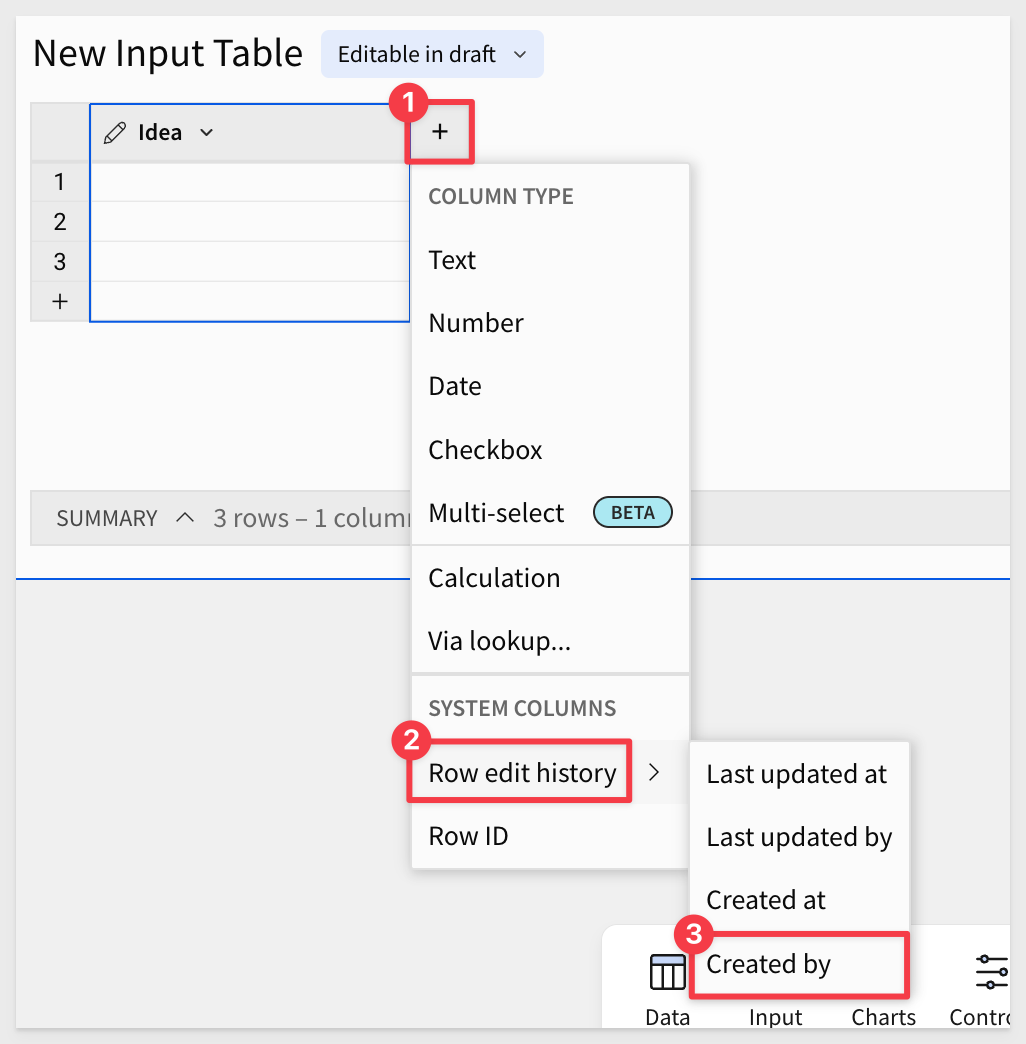 New Input Table Editable in draft
1
Idea +
1
2
3
+
COLUMN TYPE
Text
Number
Date
Checkbox
Multi-select BETA
SUMMARY 3 rows – 1 colum
Calculation
Via lookup...
SYSTEM COLUMNS
2
Row edit history
Row ID
Last updated at
Last updated by
Created at
3
Created by
Data Input Charts Contro